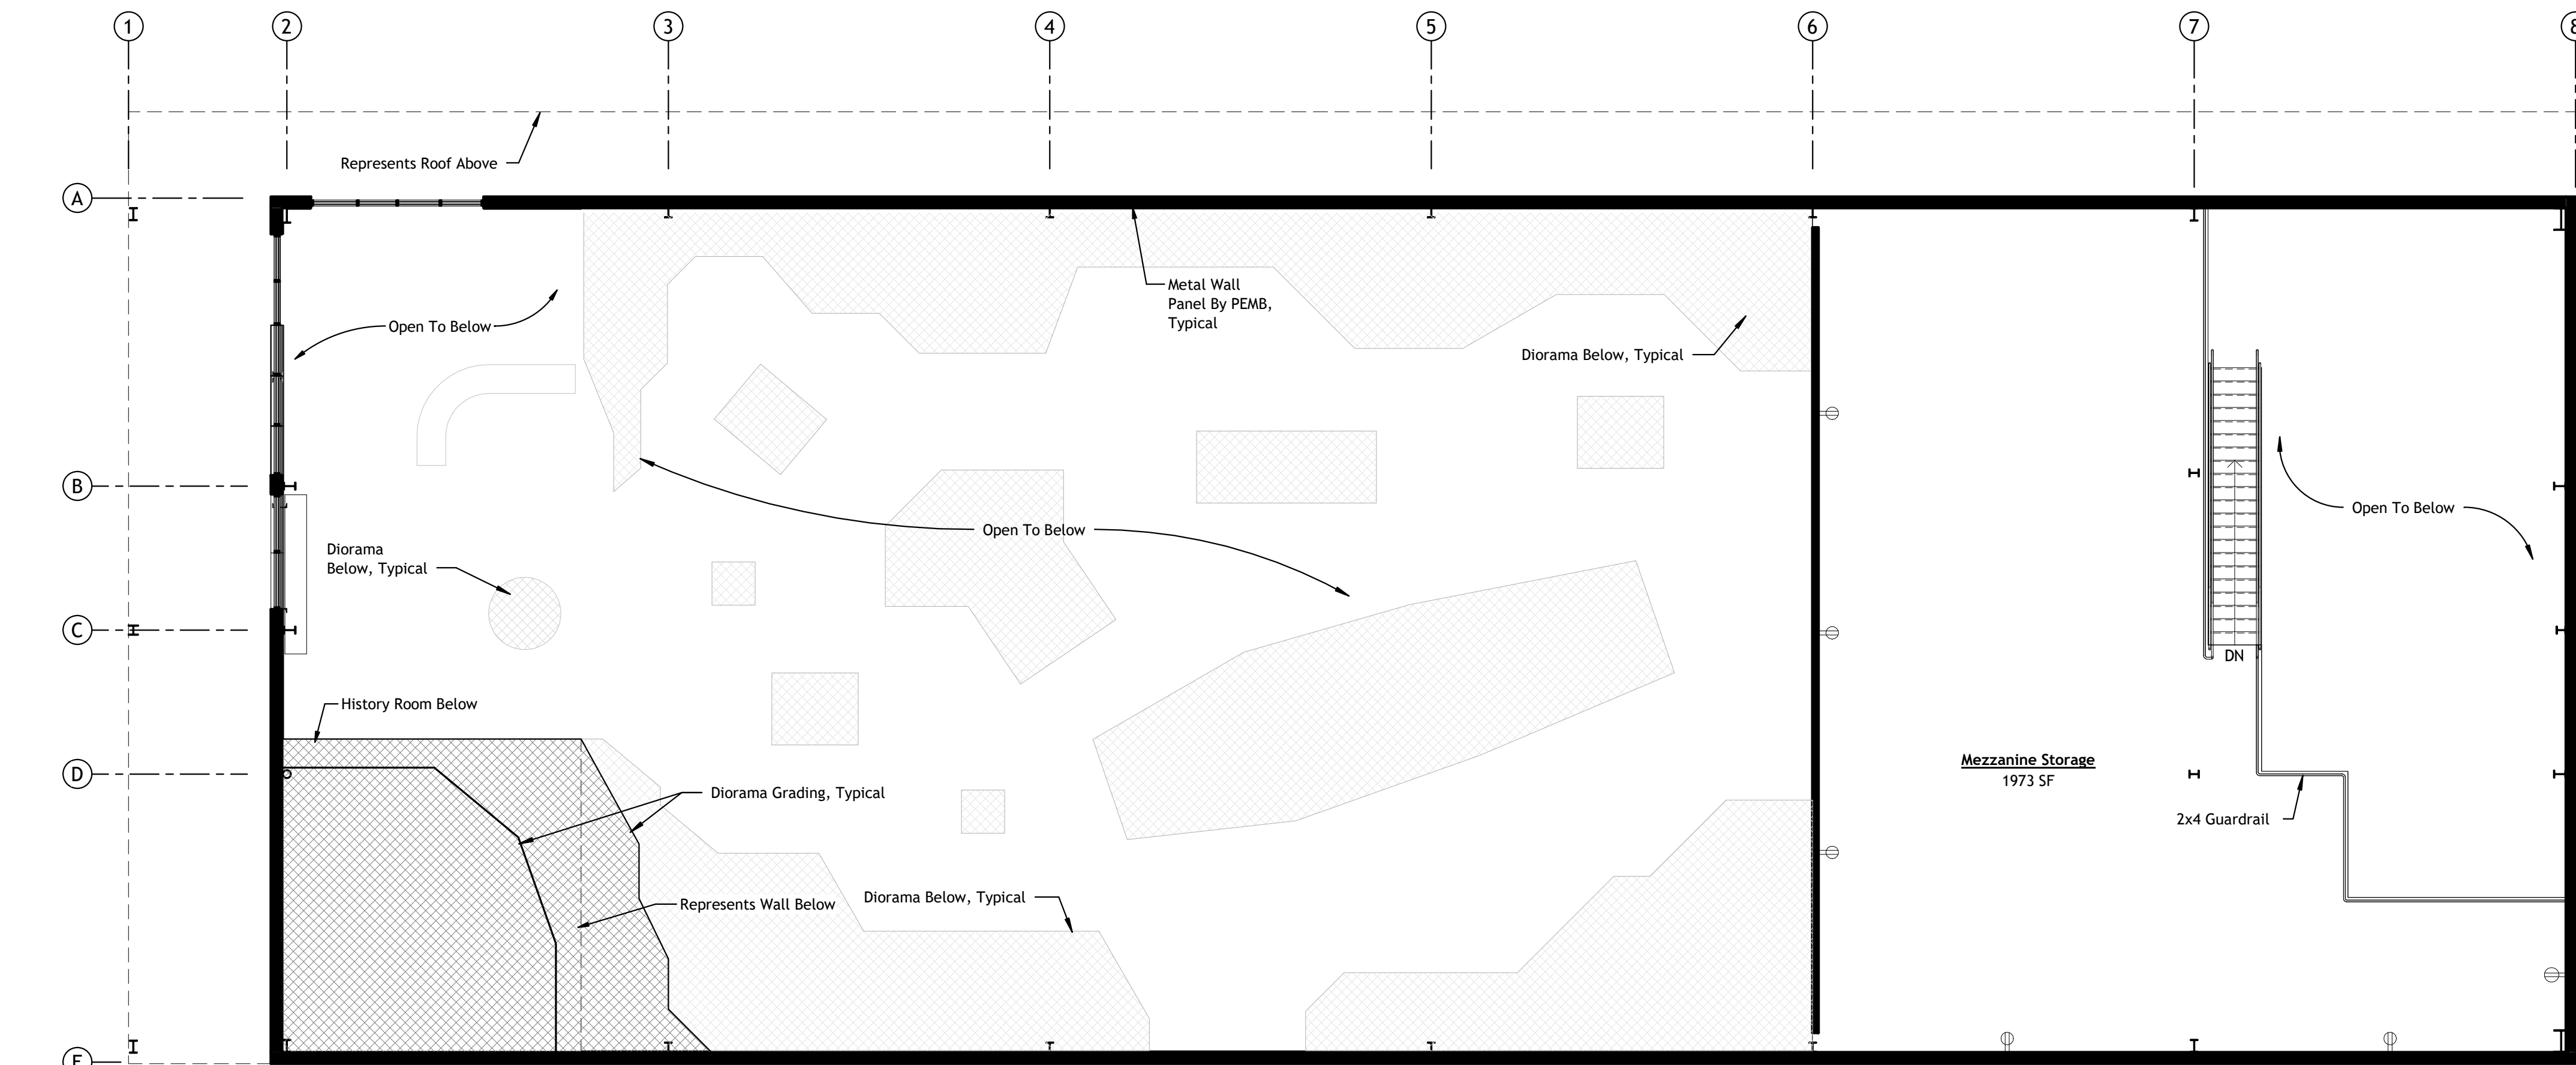 1 2 3 4 5 6 7 8
Represents Roof Above
A
Metal Wall
Panel By PEMB,
Typical
Open To Below
Diorama Below, Typical
B
Open To Below
Open To Below
Diorama
Below, Typical
C
DN
History Room Below
Mezzanine Storage
1973 SF
D
Diorama Grading, Typical
2x4 Guardrail
Diorama Below, Typical
Represents Wall Below